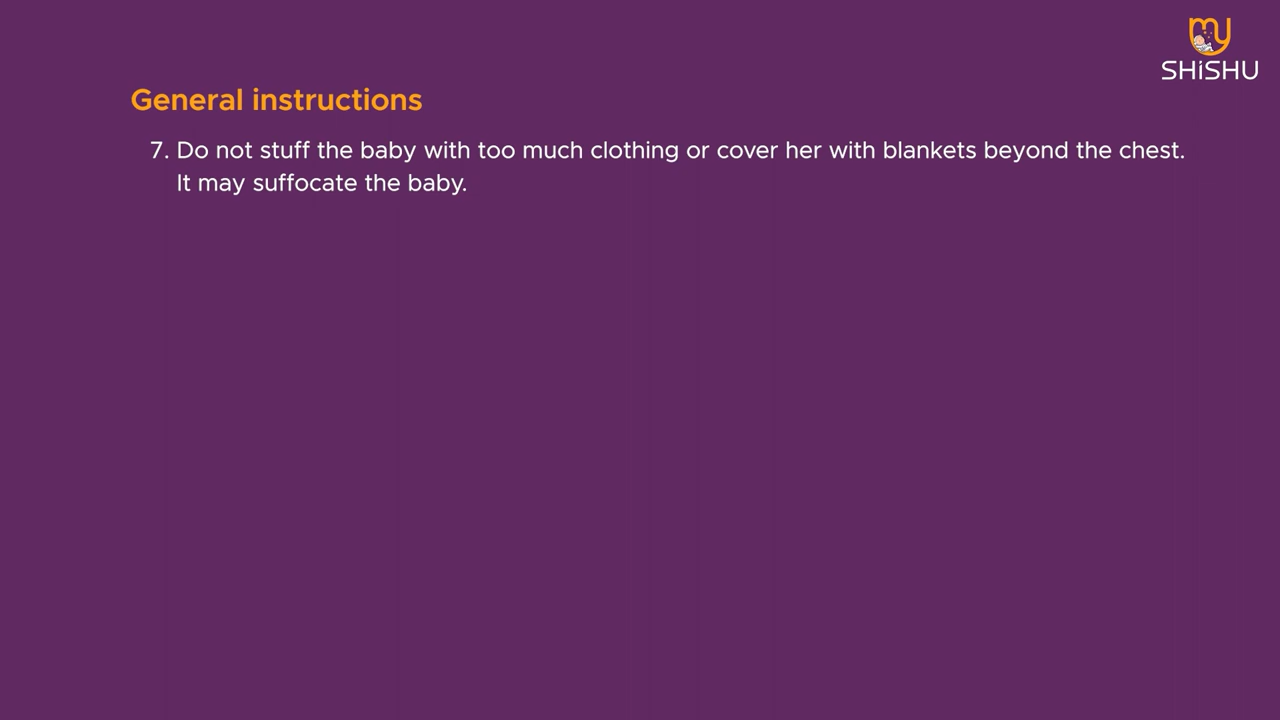 my
SHiSHU
General instructions
7. Do not stuff the baby with too much clothing or cover her with blankets beyond the chest.
It may suffocate the baby.